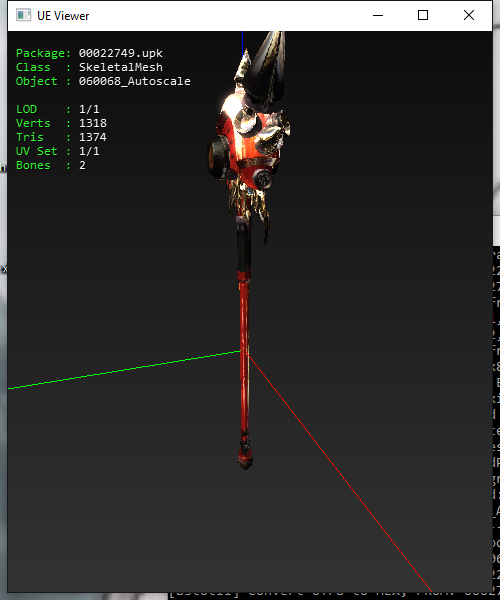 UE Viewer
Package: 00022749.upk
Class : SkeletalMesh
Object : 060068_Autoscale
LOD : 1/1
Verts : 1318
Tris : 1374
UV Set : 1/1
Bones : 2